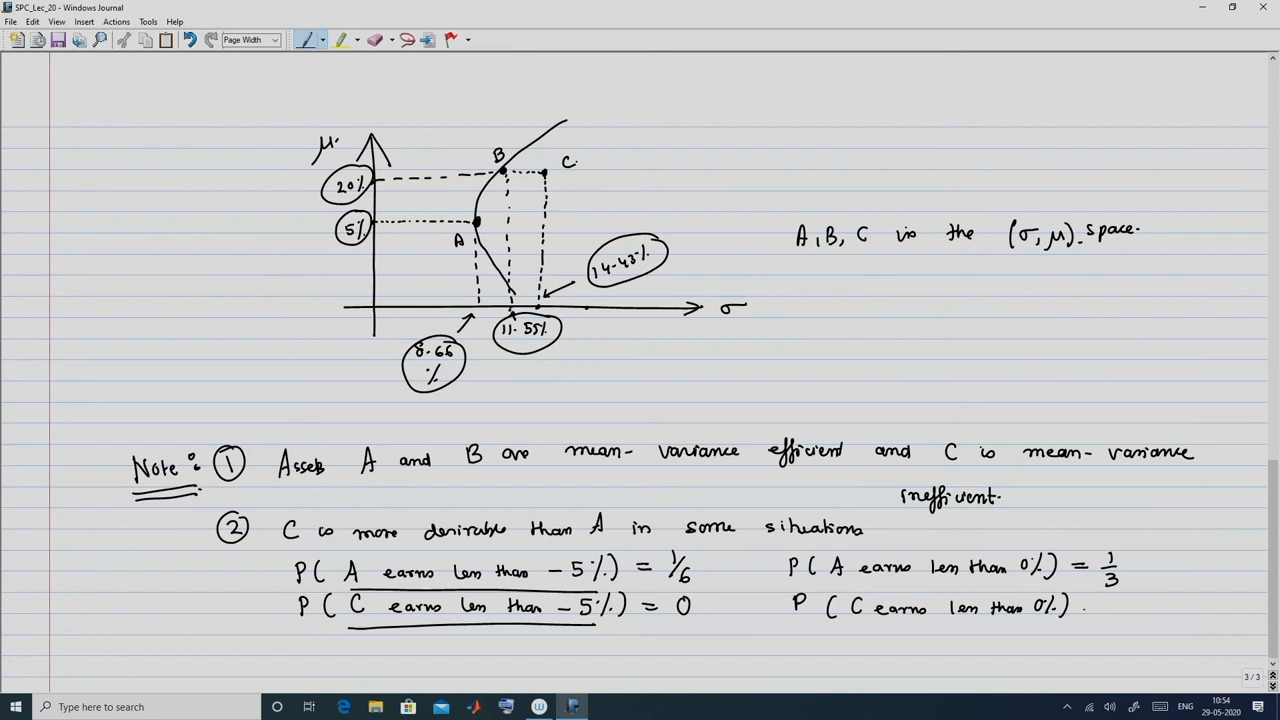 SPC_Lec_20 - Windows Journal
File Edit View Insert Actions Tools Help
Page Width
μ
B
C
20%
5%
A
A, B, C is the (σ, μ) space.
14.43%
σ
11.55%
8.66
%
Note: ① Assets A and B are mean-variance efficient and C is mean-variance
inefficient.
② C is more desirable than A in some situations
P( A earns less than -5%) = 1/6 P( A earns less than 0%) = 1/3
P ( C earns less than -5%) = 0 P ( C earns less than 0%)
3/3
Type here to search
10:54
29-05-2020